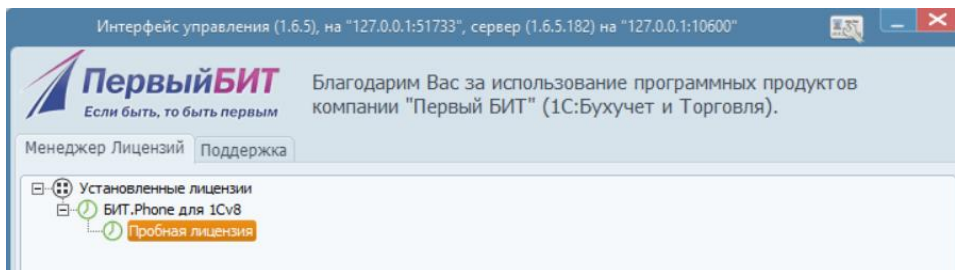 Интерфейс управления (1.6.5), на "127.0.0.1:51733", сервер (1.6.5.182) на "127.0.0.1:10600"
ПервыйБИТ
Если быть, то быть первым
Благодарим Вас за использование программных продуктов
компании "Первый БИТ" (1С:Бухучет и Торговля).
Менеджер Лицензий
Поддержка
Установленные лицензии
БИТ.Phone для 1Cv8
Пробная лицензия